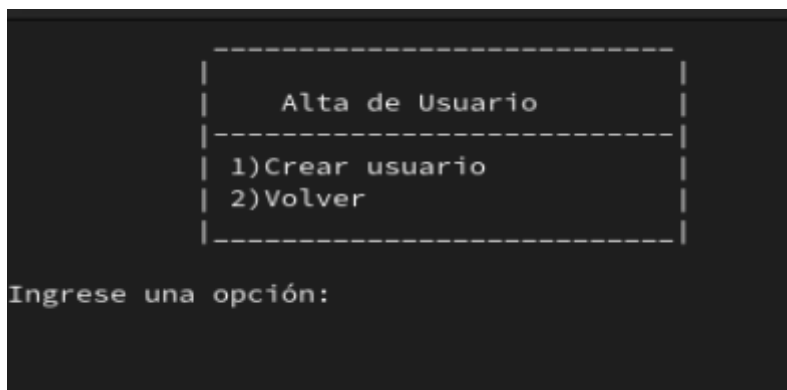 Alta de Usuario
1)Crear usuario
2)Volver
Ingrese una opción: